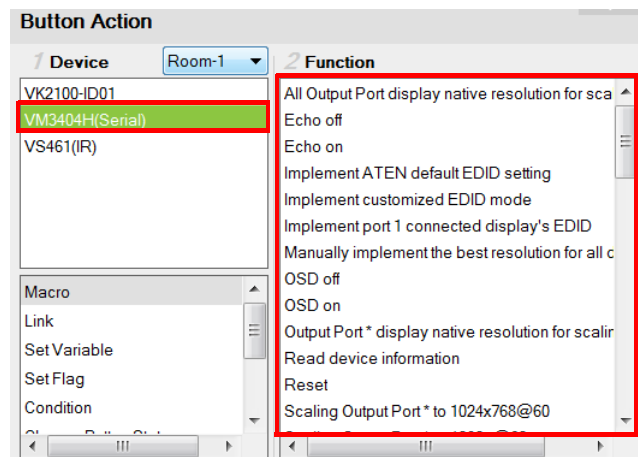 Button Action
1 Device
Room-1
2 Function
VK2100-ID01
VM3404H(Serial)
VS461(IR)
Macro
Link
Set Variable
Set Flag
Condition
All Output Port display native resolution for sca
Echo off
Echo on
Implement ATEN default EDID setting
Implement customized EDID mode
Implement port 1 connected display's EDID
Manually implement the best resolution for all c
OSD off
OSD on
Output Port * display native resolution for scalin
Read device information
Reset
Scaling Output Port * to 1024x768@60